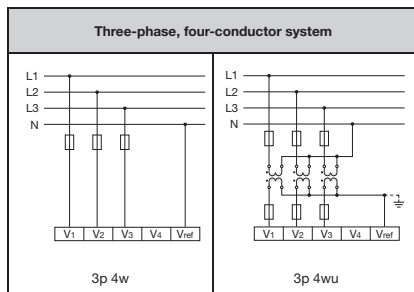 Three-phase, four-conductor system
L1
L2
L3
N
V1 V2 V3 V4 Vref
3p 4w
L1
L2
L3
N
V1 V2 V3 V4 Vref
3p 4wu